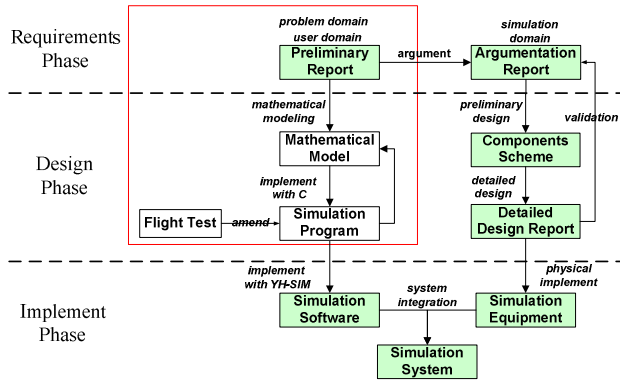 Requirements
Phase
problem domain
user domain
Preliminary
Report
argument
simulation
domain
Argumentation
Report
mathematical
modeling
preliminary
design
validation
Design
Phase
Mathematical
Model
Components
Scheme
implement
with C
detailed
design
Flight Test
amend
Simulation
Program
Detailed
Design Report
implement
with YH-SIM
system
integration
physical
implement
Implement
Phase
Simulation
Software
Simulation
Equipment
Simulation
System